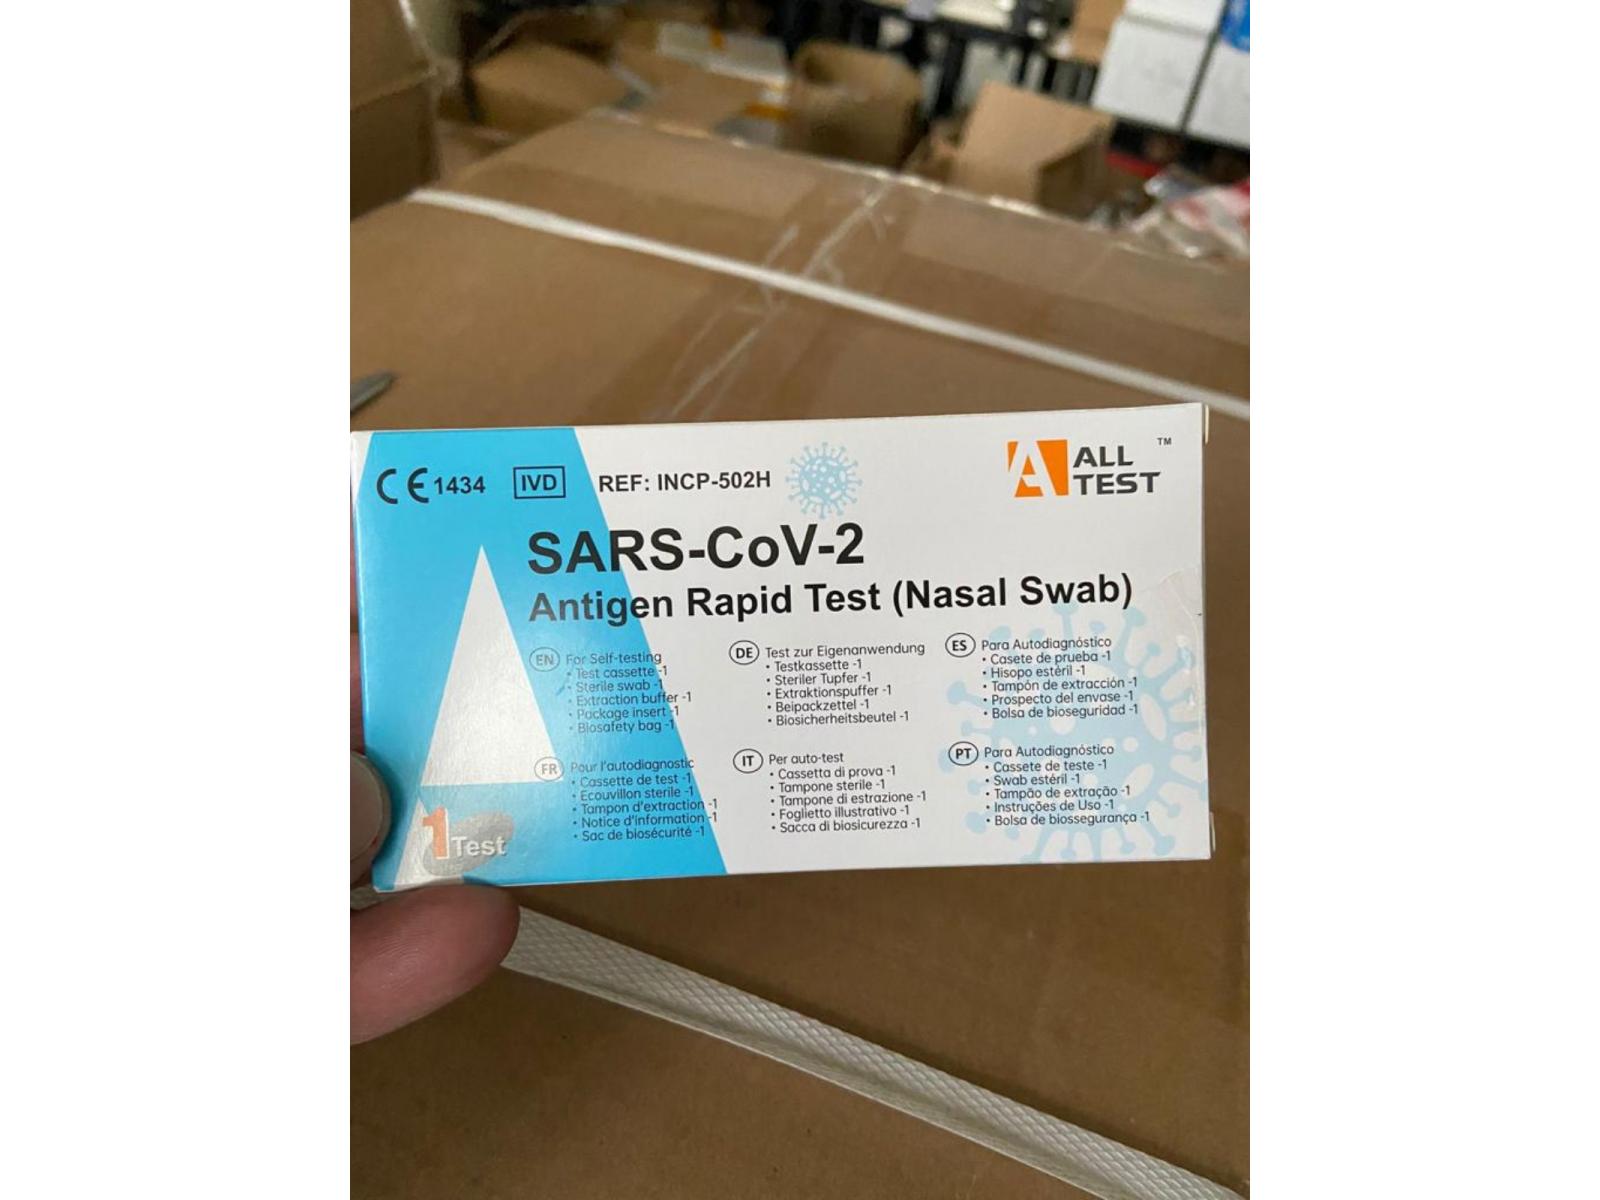 CE 1434 IVD REF: INCP-502H
ALL
TEST
TM
SARS-CoV-2
Antigen Rapid Test (Nasal Swab)
EN For Self-testing
• Test cassette -1
• Sterile swab -1
• Extraction buffer -1
• Package insert -1
• Biosafety bag -1
DE Test zur Eigenanwendung
• Testkassette -1
• Steriler Tupfer -1
• Extraktionspuffer -1
• Beipackzettel -1
• Biosicherheitsbeutel -1
ES Para Autodiagnóstico
• Casete de prueba -1
• Hisopo estéril -1
• Tampón de extracción -1
• Prospecto del envase -1
• Bolsa de bioseguridad -1
FR Pour l'autodiagnostic
• Cassette de test -1
• Ecouvillon sterile -1
• Tampon d'extraction -1
• Notice d'information -1
• Sac de biosécurité -1
IT Per auto-test
• Cassetta di prova -1
• Tampone sterile -1
• Tampone di estrazione -1
• Foglietto illustrativo -1
• Sacca di biosicurezza -1
PT Para Autodiagnóstico
• Cassete de teste -1
• Swab estéril -1
• Tampão de extração -1
• Instruções de Uso -1
• Bolsa de biossegurança -1
1 Test